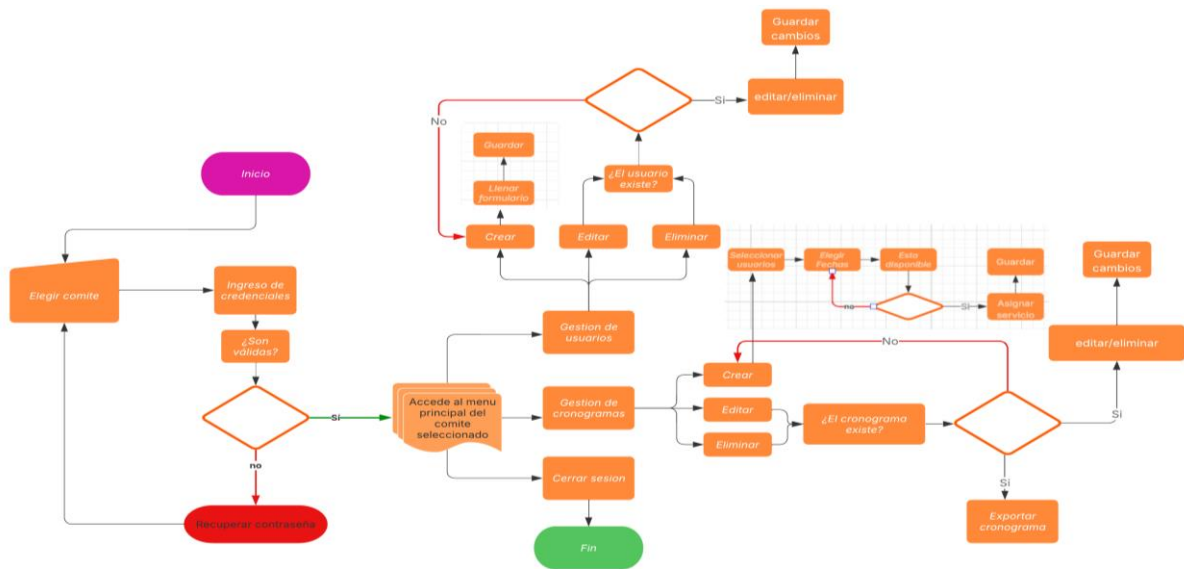 Guardar
cambios
Si
editar/eliminar
No
Guardar
¿El usuario
existe?
Llenar
formulario
Inicio
Crear
Editar
Eliminar
Seleccionar
usuarios
Elegir
Fechas
Esta
disponible
Guardar
Guardar
cambios
Elegir comite
Ingreso de
credenciales
no
Si
Asignar
servicio
¿Son
válidas?
Gestion de
usuarios
No
editar/eliminar
Crear
Si
Accede al menu
principal del
comite
seleccionado
Gestion de
cronogramas
Editar
¿El cronograma
existe?
Si
Eliminar
no
Cerrar sesion
Si
Recuperar contraseña
Exportar
cronograma
Fin